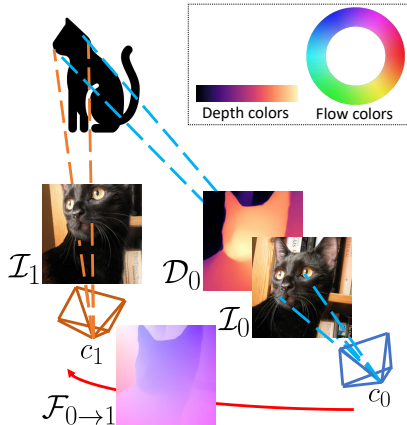 Depth colors
Flow colors
𝓘₁
𝓓₀
𝓘₀
c₁
c₀
𝓕₀→₁